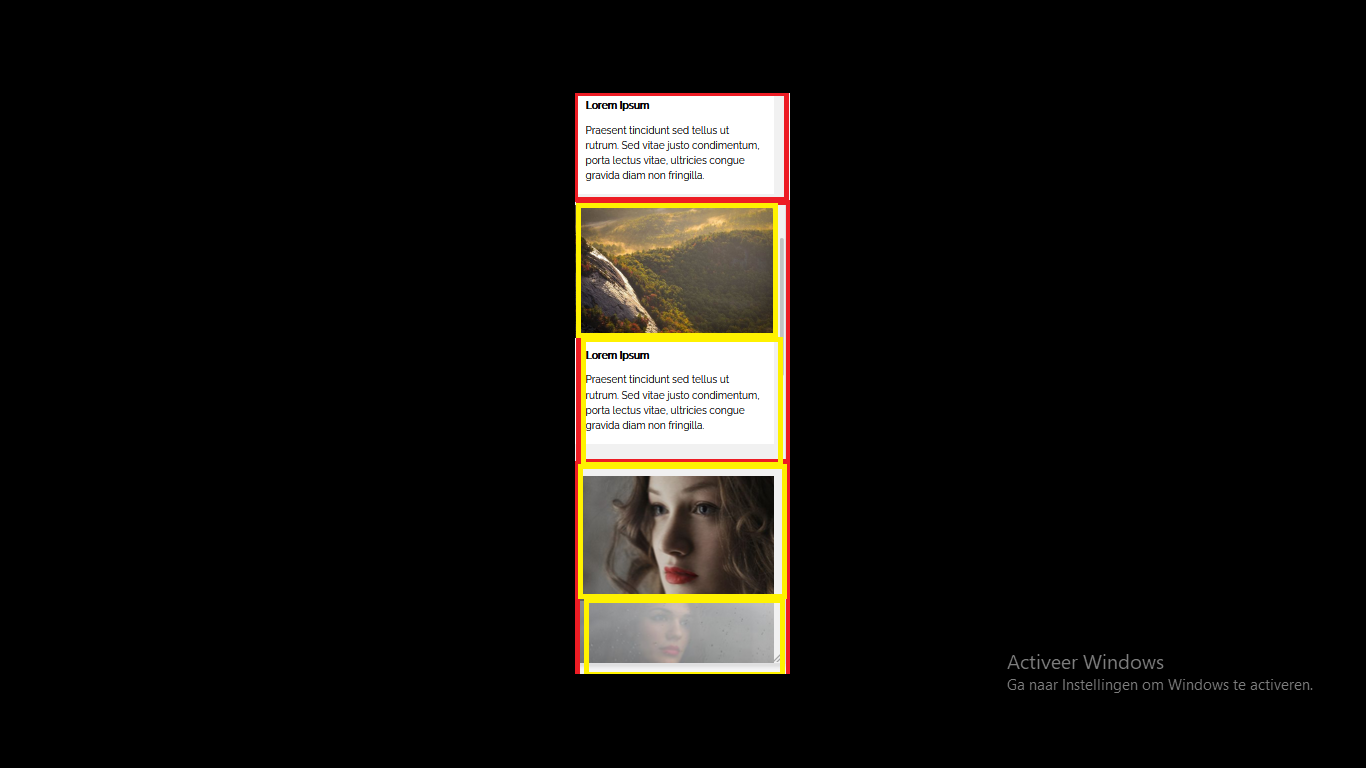 Lorem Ipsum
Praesent tincidunt sed tellus ut
rutrum. Sed vitae justo condimentum,
porta lectus vitae, ultricies congue
gravida diam non fringilla.
Lorem Ipsum
Praesent tincidunt sed tellus ut
rutrum. Sed vitae justo condimentum,
porta lectus vitae, ultricies congue
gravida diam non fringilla.
Activeer Windows
Ga naar Instellingen om Windows te activeren.